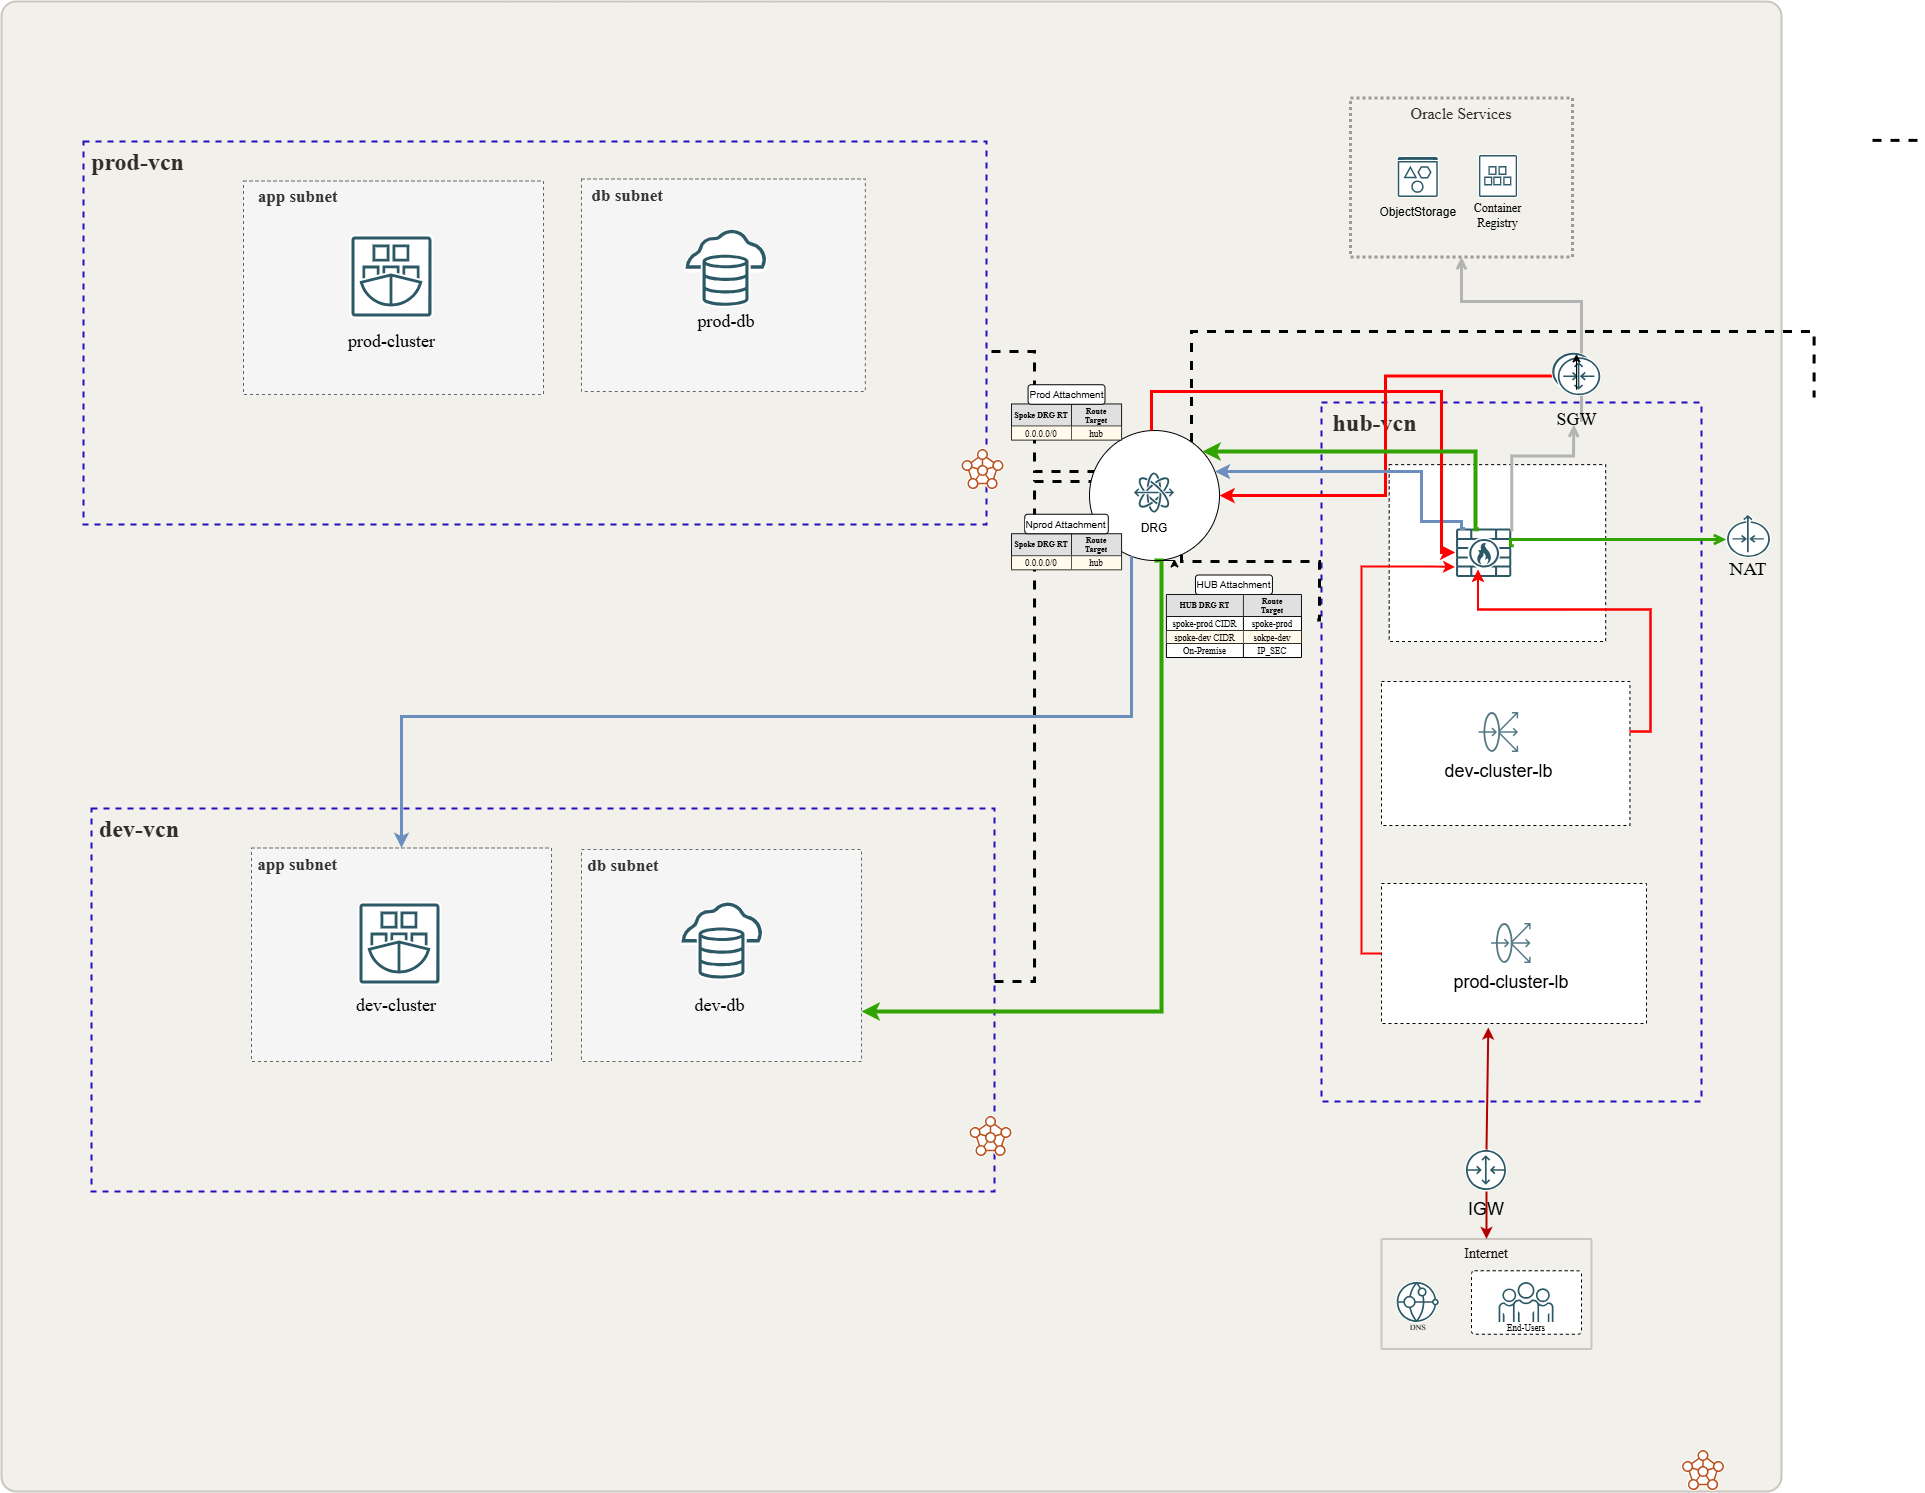 Oracle Services
ObjectStorage
Container
Registry
prod-vcn
app subnet
prod-cluster
db subnet
prod-db
Prod Attachment
Spoke DRG RT
Route
Target
0.0.0.0/0
hub
DRG
Nprod Attachment
Spoke DRG RT
Route
Target
0.0.0.0/0
hub
HUB Attachment
HUB DRG RT
Route
Target
spoke-prod CIDR
spoke-prod
spoke-dev CIDR
sokpe-dev
On-Premise
IP_SEC
SGW
hub-vcn
NAT
dev-cluster-lb
prod-cluster-lb
dev-vcn
app subnet
dev-cluster
db subnet
dev-db
IGW
Internet
DNS
End-Users